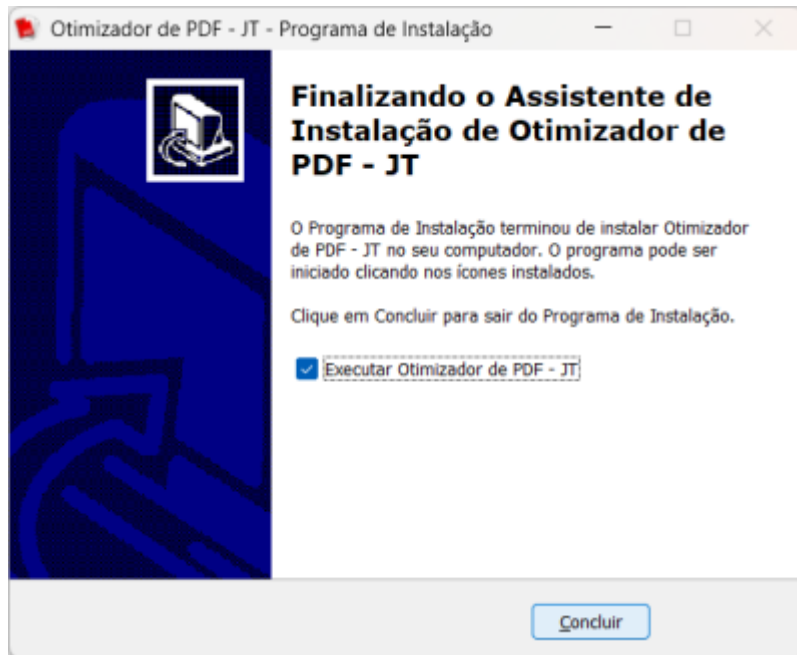 Otimizador de PDF - JT - Programa de Instalação
Finalizando o Assistente de
Instalação de Otimizador de
PDF - JT
O Programa de Instalação terminou de instalar Otimizador
de PDF - JT no seu computador. O programa pode ser
iniciado clicando nos ícones instalados.
Clique em Concluir para sair do Programa de Instalação.
Executar Otimizador de PDF - JT
Concluir